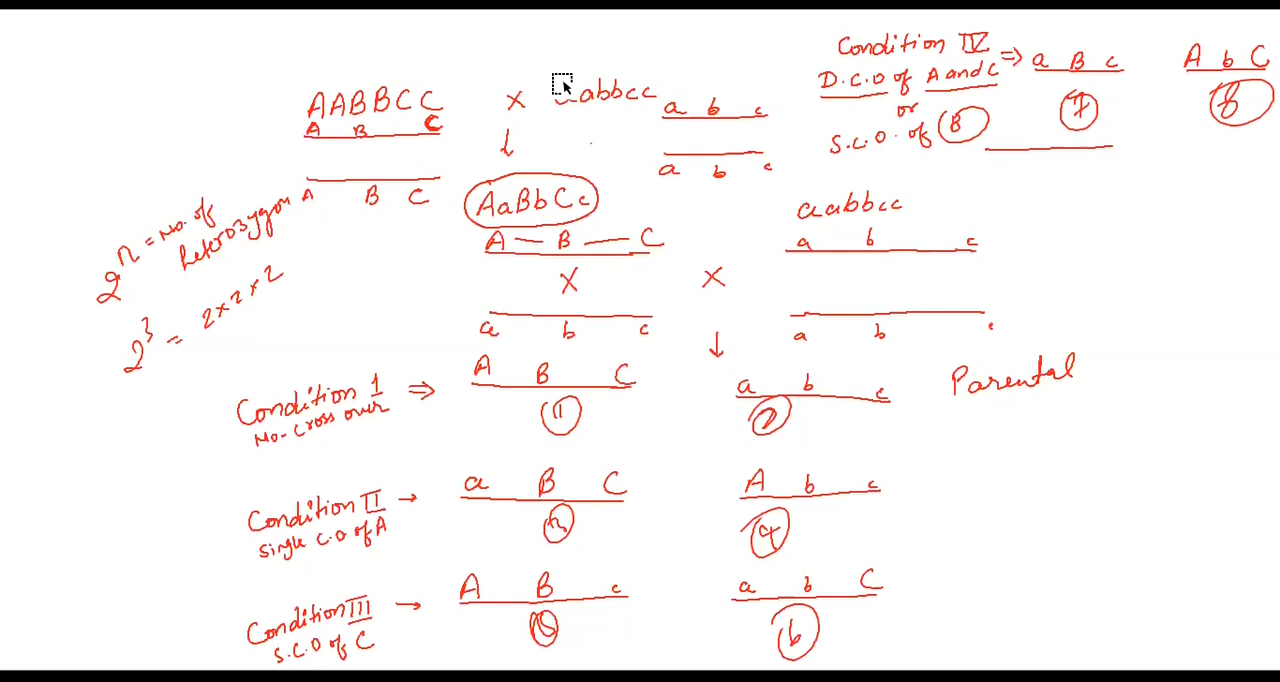 Condition IV ⇒ a B c A b C
D.C.O of A and C
or
S.C.O. of B
7 8
AABBCC × aabbcc
A B C
A B C
a b c
a b c
↓
2^n = No. of heterozygon
2^3 = 2×2×2
AaBbCc
aabbcc
A — B — C
a b c
×
×
a b c
a b c
↓
Condition 1 ⇒ A B C a b c Parental
No-cross over
1 2
Condition II → a B C A b c
Single C.O of A
3 4
Condition III → A B c a b C
S.C.O of C
6